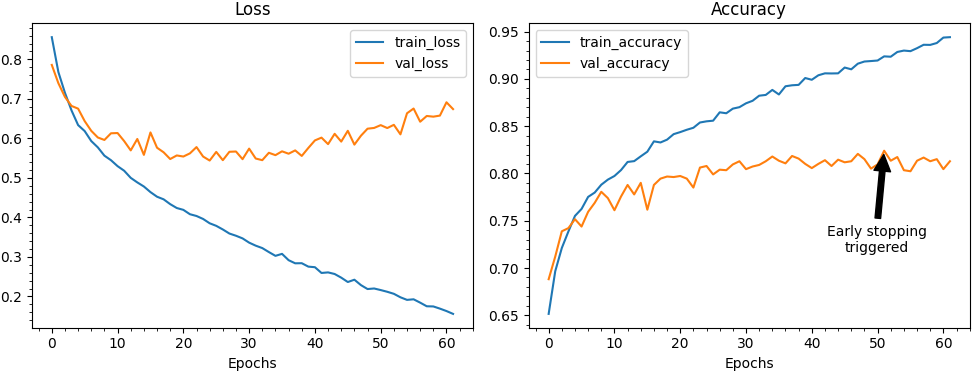 Loss
train_loss
val_loss
0.8
0.7
0.6
0.5
0.4
0.3
0.2
0 10 20 30 40 50 60
Epochs
Accuracy
train_accuracy
val_accuracy
0.95
0.90
0.85
0.80
0.75
0.70
0.65
Early stopping
triggered
0 10 20 30 40 50 60
Epochs